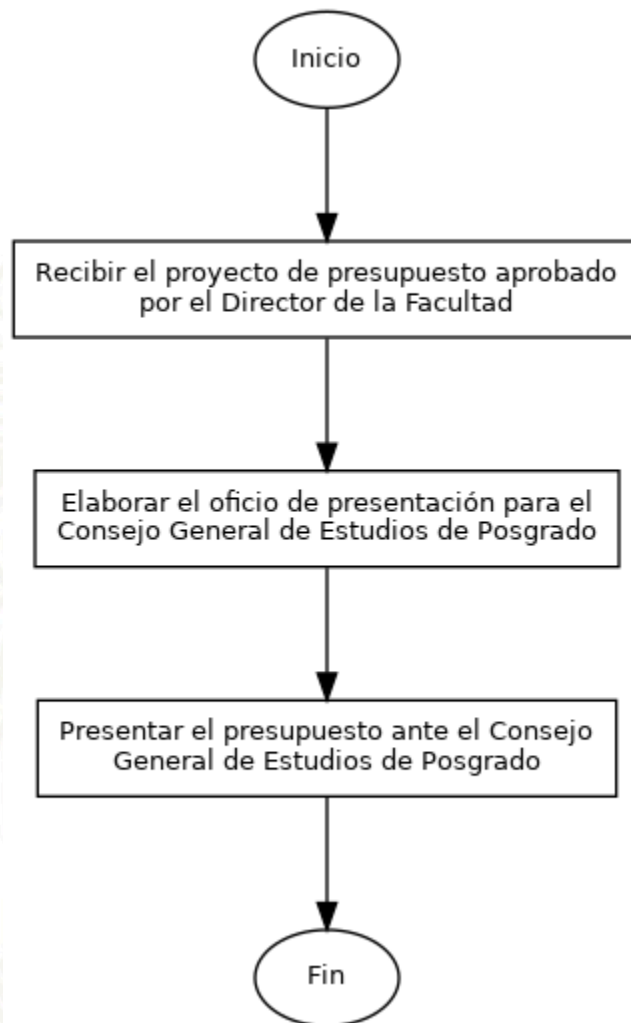 Inicio
Recibir el proyecto de presupuesto aprobado
por el Director de la Facultad
Elaborar el oficio de presentación para el
Consejo General de Estudios de Posgrado
Presentar el presupuesto ante el Consejo
General de Estudios de Posgrado
Fin